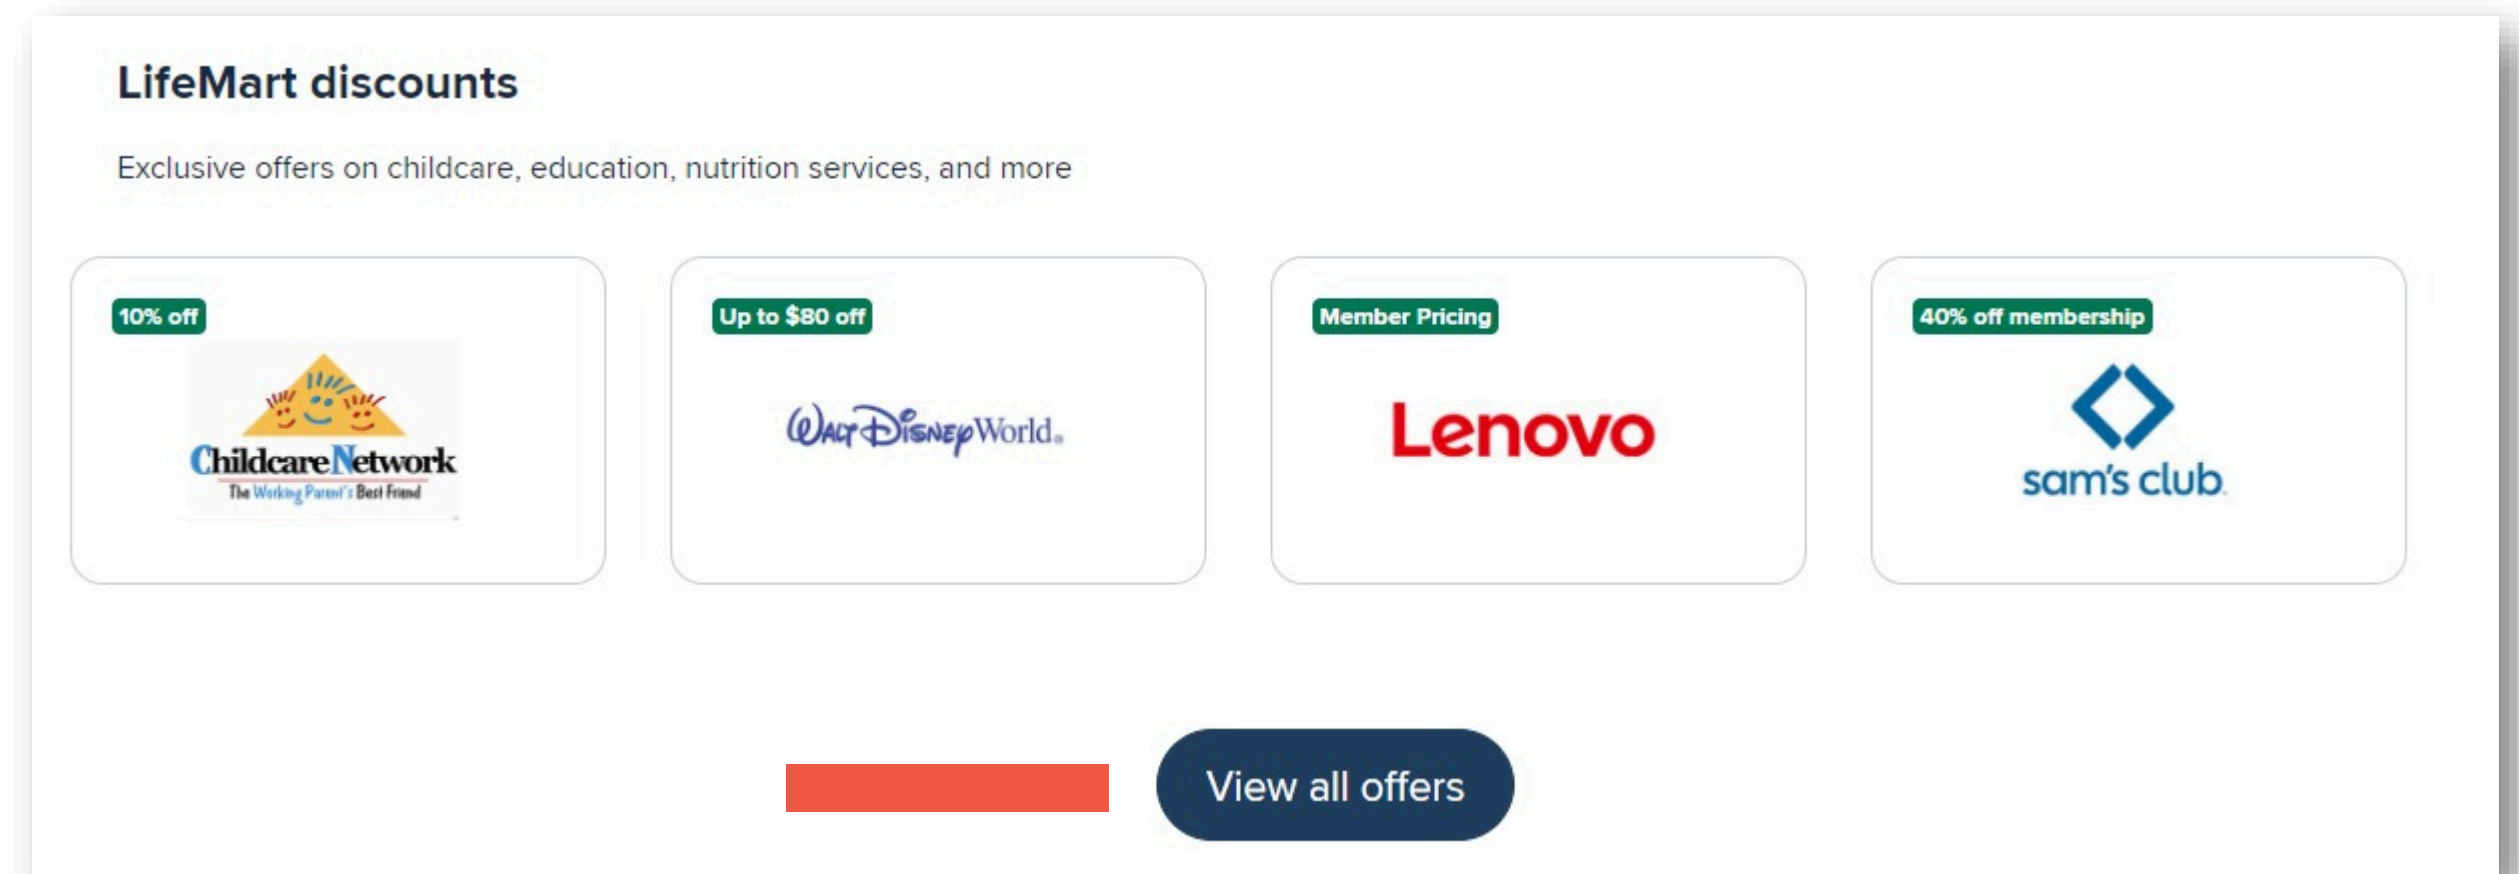 LifeMart discounts
Exclusive offers on childcare, education, nutrition services, and more
10% off
Childcare Network
The Working Parent's Best Friend
Up to $80 off
Walt Disney World®
Member Pricing
Lenovo
40% off membership
sam's club
View all offers